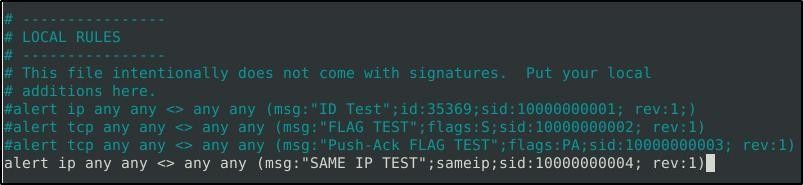 # ----------------
# LOCAL RULES
# ----------------
# This file intentionally does not come with signatures.  Put your local
# additions here.
#alert ip any any <> any any (msg:"ID Test";id:35369;sid:10000000001; rev:1;)
#alert tcp any any <> any any (msg:"FLAG TEST";flags:S;sid:10000000002; rev:1)
#alert tcp any any <> any any (msg:"Push-Ack FLAG TEST";flags:PA;sid:10000000003; rev:1)
alert ip any any <> any any (msg:"SAME IP TEST";sameip;sid:10000000004; rev:1)